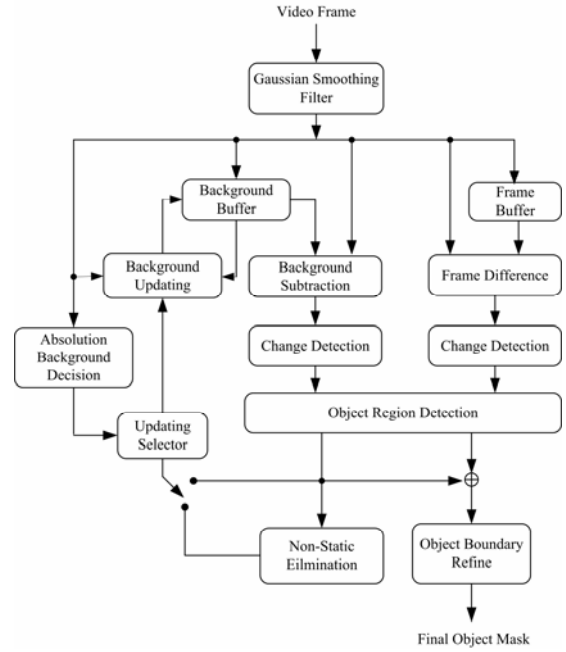 Video Frame
Gaussian Smoothing
Filter
Background
Buffer
Frame
Buffer
Background
Updating
Background
Subtraction
Frame Difference
Absolution
Background
Decision
Change Detection
Change Detection
Updating
Selector
Object Region Detection
Non-Static
Eilmination
Object Boundary
Refine
Final Object Mask